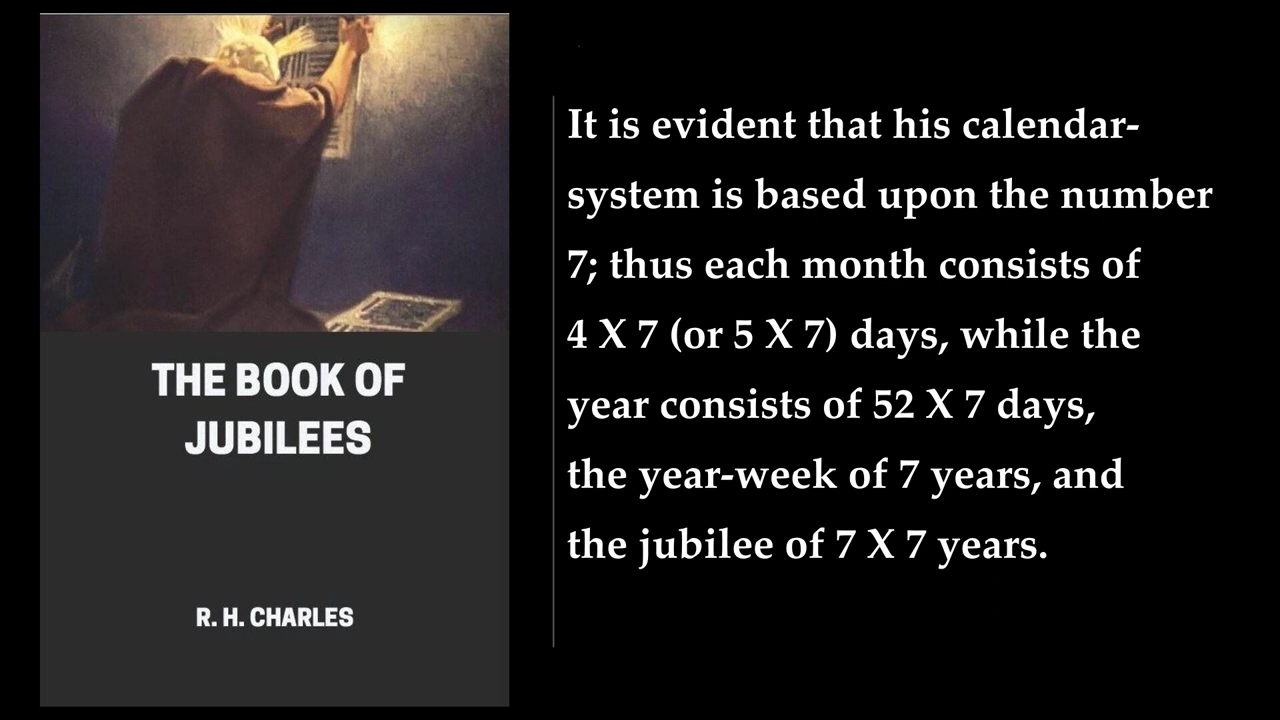 THE BOOK OF
JUBILEES
R. H. CHARLES
It is evident that his calendar-
system is based upon the number
7; thus each month consists of
4 X 7 (or 5 X 7) days, while the
year consists of 52 X 7 days,
the year-week of 7 years, and
the jubilee of 7 X 7 years.